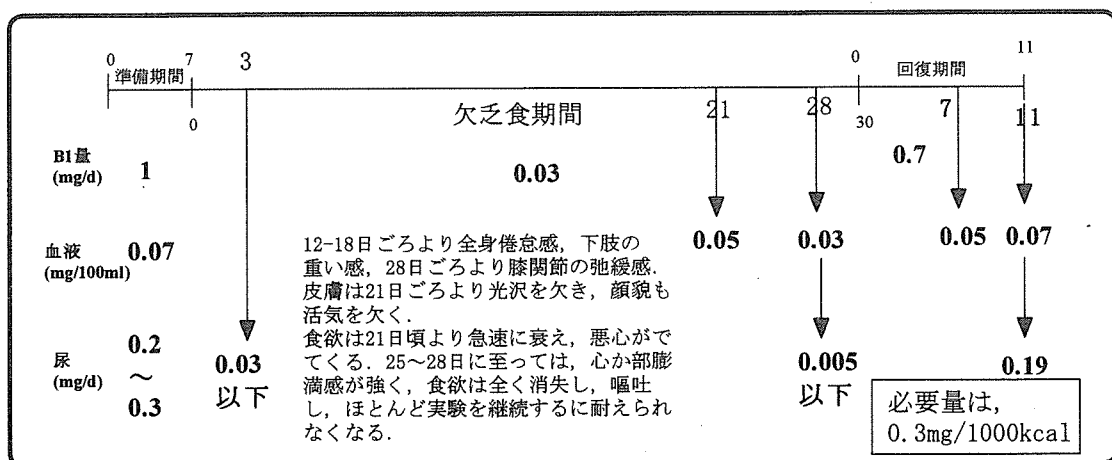 0 7 3 0 11
準備期間 回復期間
0 欠乏食期間 21 28 30 7 11
B1量
(mg/d) 1 0.03 0.7
血液
(mg/100ml) 0.07 0.05 0.03 0.05 0.07
12-18日ごろより全身倦怠感，下肢の
重い感，28日ごろより膝関節の弛緩感．
皮膚は21日ごろより光沢を欠き，顔貌も
活気を欠く．
食欲は21日頃より急速に衰え，悪心がで
てくる．25～28日に至っては，心か部膨
満感が強く，食欲は全く消失し，嘔吐
し，ほとんど実験を継続するに耐えられ
なくなる．
尿
(mg/d)
0.2
～
0.3
0.03
以下
0.005
以下
0.19
必要量は，
0.3mg/1000kcal